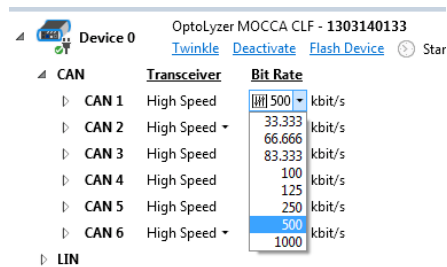 Device 0
OptoLyzer MOCCA CLF - 1303140133
Twinkle Deactivate Flash Device Star
CAN Transceiver Bit Rate
CAN 1 High Speed 500 kbit/s
CAN 2 High Speed 33.333 kbit/s
66.666
CAN 3 High Speed 83.333 kbit/s
100
CAN 4 High Speed 125 kbit/s
CAN 5 High Speed 250 kbit/s
500
CAN 6 High Speed 1000 kbit/s
LIN